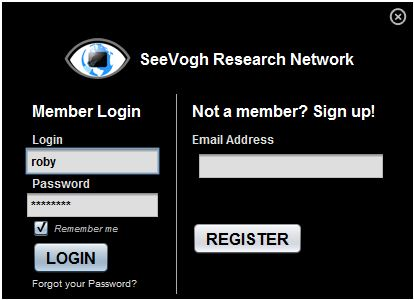 SeeVogh Research Network
Member Login
Login
roby
Password
********
Remember me
LOGIN
Forgot your Password?
Not a member? Sign up!
Email Address
REGISTER